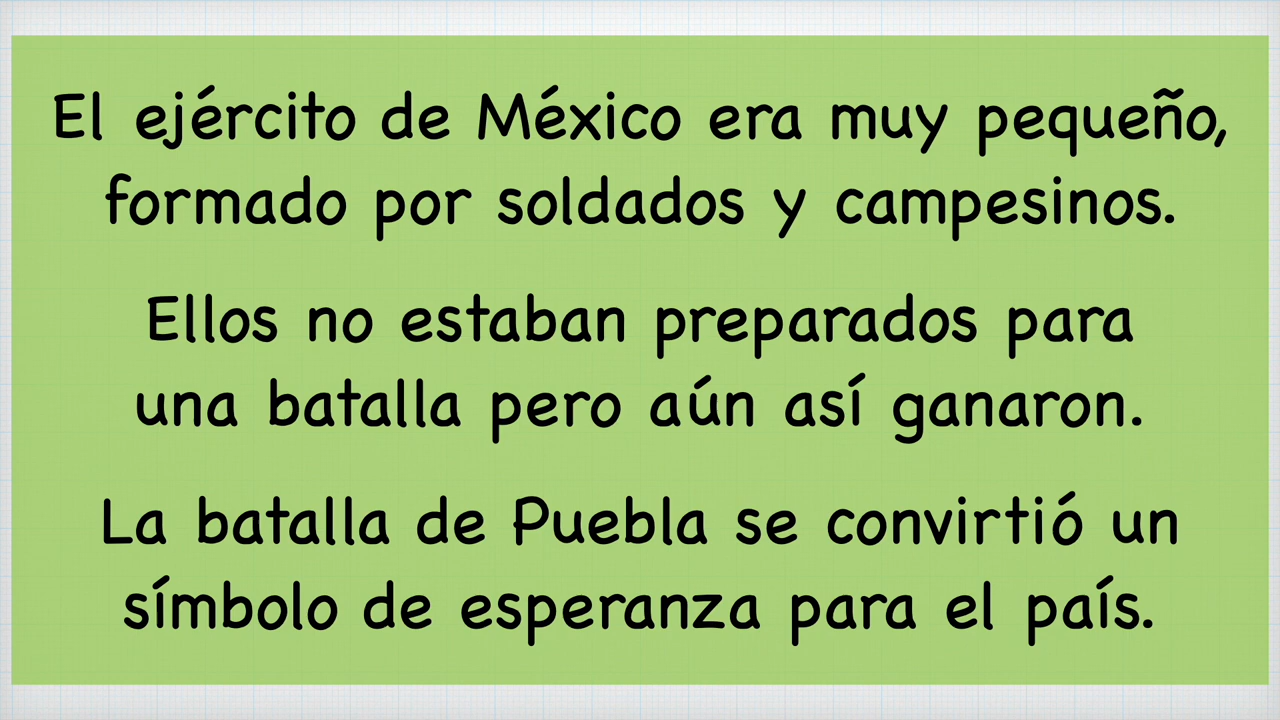 El ejército de México era muy pequeño,
formado por soldados y campesinos.
Ellos no estaban preparados para
una batalla pero aún así ganaron.
La batalla de Puebla se convirtió un
símbolo de esperanza para el país.